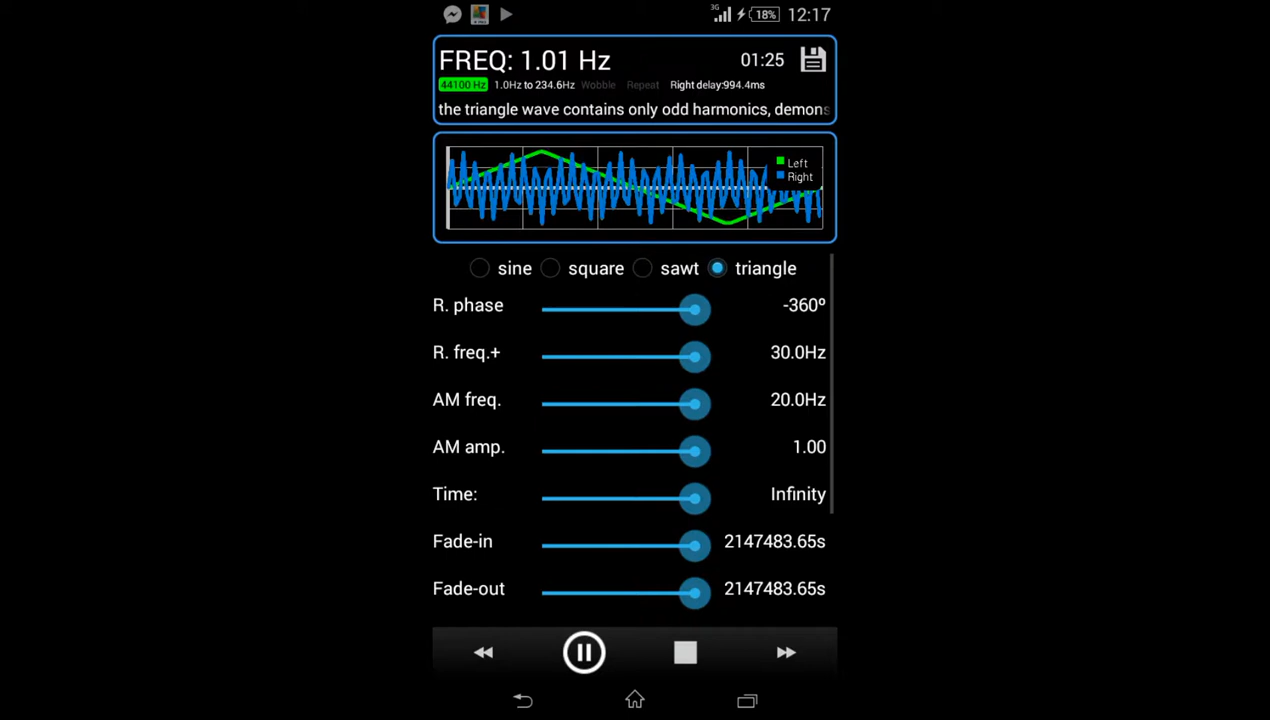 3G 18% 12:17
FREQ: 1.01 Hz 01:25
44100 Hz 1.0Hz to 234.6Hz Wobble Repeat Right delay:994.4ms
the triangle wave contains only odd harmonics, demons
Left
Right
sine square sawt triangle
R. phase -360º
R. freq.+ 30.0Hz
AM freq. 20.0Hz
AM amp. 1.00
Time: Infinity
Fade-in 2147483.65s
Fade-out 2147483.65s